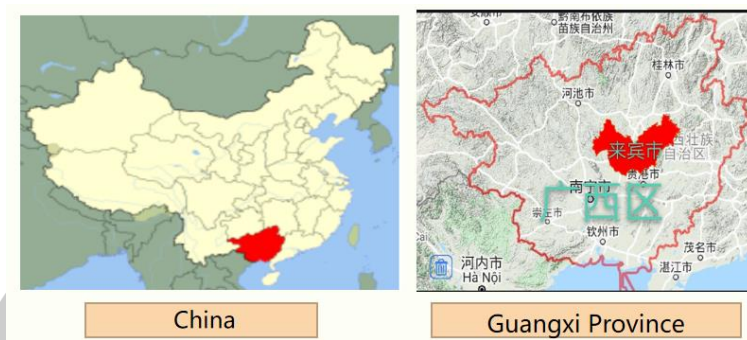 黔南布依族
苗族自治州
桂林市
河池市
来宾市
西壮族
自治区
贵港市
南宁市
广西区
崇左市
钦州市
茂名市
湛江市
河内市
Hà Nội
China
Guangxi Province